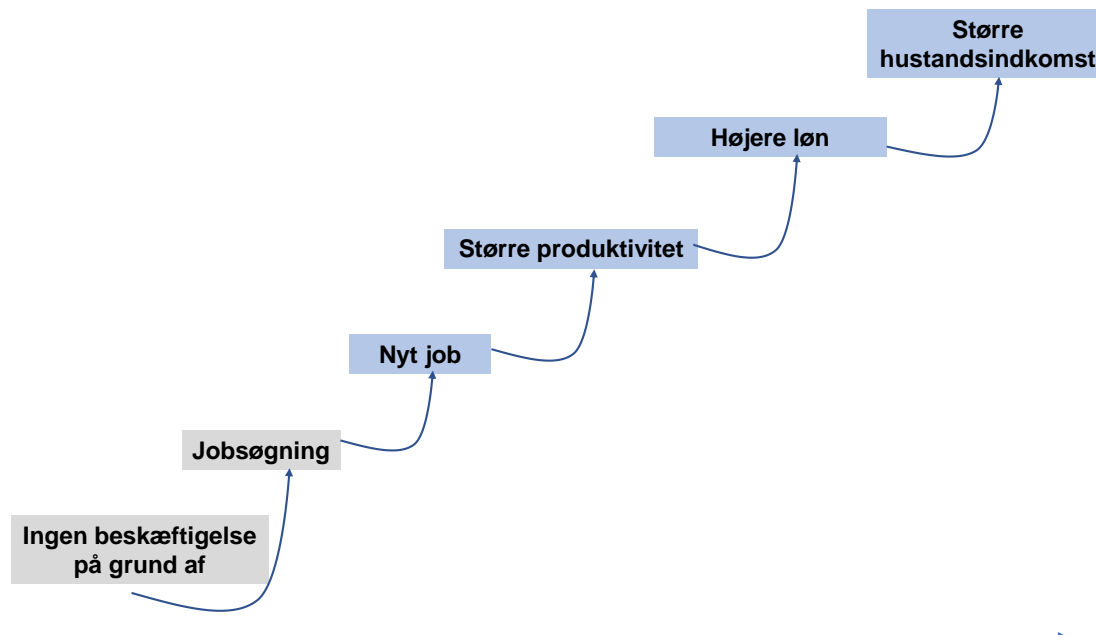 Større
hustandsindkomst
Højere løn
Større produktivitet
Nyt job
Jobsøgning
Ingen beskæftigelse
på grund af